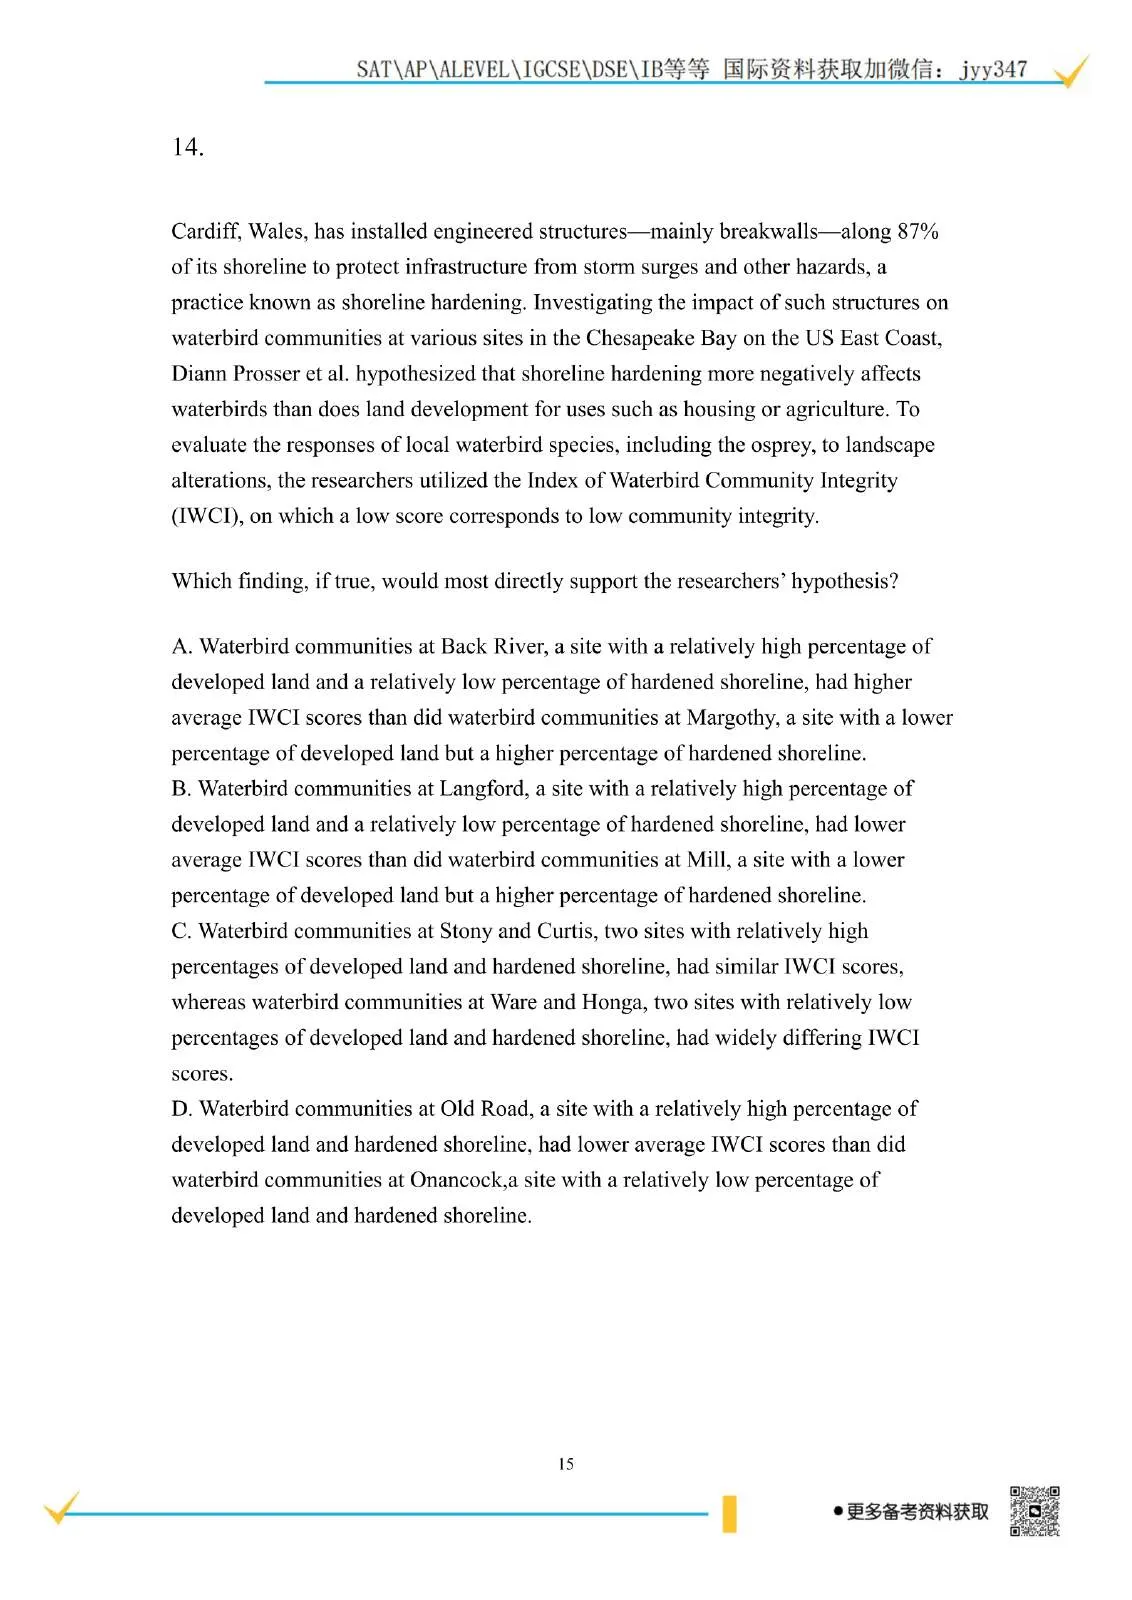 SAT\AP\ALEVEL\IGCSE\DSE\IB等等 国际资料获取加微信：jyy347
14.
Cardiff, Wales, has installed engineered structures—mainly breakwalls—along 87%
of its shoreline to protect infrastructure from storm surges and other hazards, a
practice known as shoreline hardening. Investigating the impact of such structures on
waterbird communities at various sites in the Chesapeake Bay on the US East Coast,
Diann Prosser et al. hypothesized that shoreline hardening more negatively affects
waterbirds than does land development for uses such as housing or agriculture. To
evaluate the responses of local waterbird species, including the osprey, to landscape
alterations, the researchers utilized the Index of Waterbird Community Integrity
(IWCI), on which a low score corresponds to low community integrity.
Which finding, if true, would most directly support the researchers’ hypothesis?
A. Waterbird communities at Back River, a site with a relatively high percentage of
developed land and a relatively low percentage of hardened shoreline, had higher
average IWCI scores than did waterbird communities at Margothy, a site with a lower
percentage of developed land but a higher percentage of hardened shoreline.
B. Waterbird communities at Langford, a site with a relatively high percentage of
developed land and a relatively low percentage of hardened shoreline, had lower
average IWCI scores than did waterbird communities at Mill, a site with a lower
percentage of developed land but a higher percentage of hardened shoreline.
C. Waterbird communities at Stony and Curtis, two sites with relatively high
percentages of developed land and hardened shoreline, had similar IWCI scores,
whereas waterbird communities at Ware and Honga, two sites with relatively low
percentages of developed land and hardened shoreline, had widely differing IWCI
scores.
D. Waterbird communities at Old Road, a site with a relatively high percentage of
developed land and hardened shoreline, had lower average IWCI scores than did
waterbird communities at Onancock,a site with a relatively low percentage of
developed land and hardened shoreline.
15
●更多备考资料获取